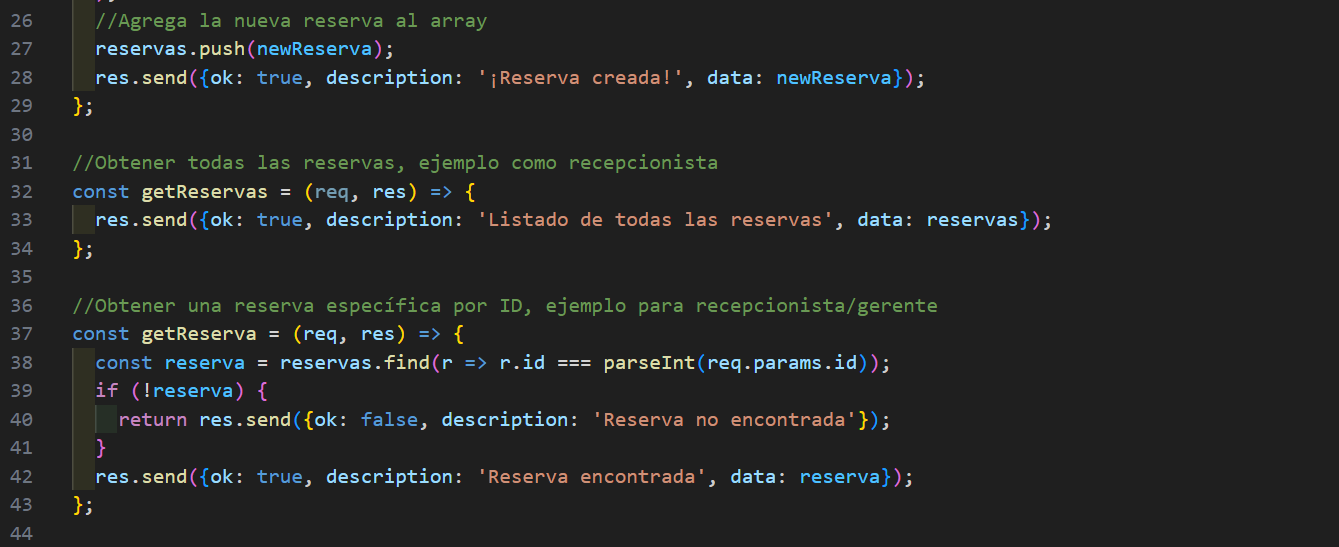 26 //Agrega la nueva reserva al array
27 reservas.push(newReserva);
28 res.send({ok: true, description: '¡Reserva creada!', data: newReserva});
29 };
30
31 //Obtener todas las reservas, ejemplo como recepcionista
32 const getReservas = (req, res) => {
33 res.send({ok: true, description: 'Listado de todas las reservas', data: reservas});
34 };
35
36 //Obtener una reserva específica por ID, ejemplo para recepcionista/gerente
37 const getReserva = (req, res) => {
38 const reserva = reservas.find(r => r.id === parseInt(req.params.id));
39 if (!reserva) {
40 return res.send({ok: false, description: 'Reserva no encontrada'});
41 }
42 res.send({ok: true, description: 'Reserva encontrada', data: reserva});
43 };
44